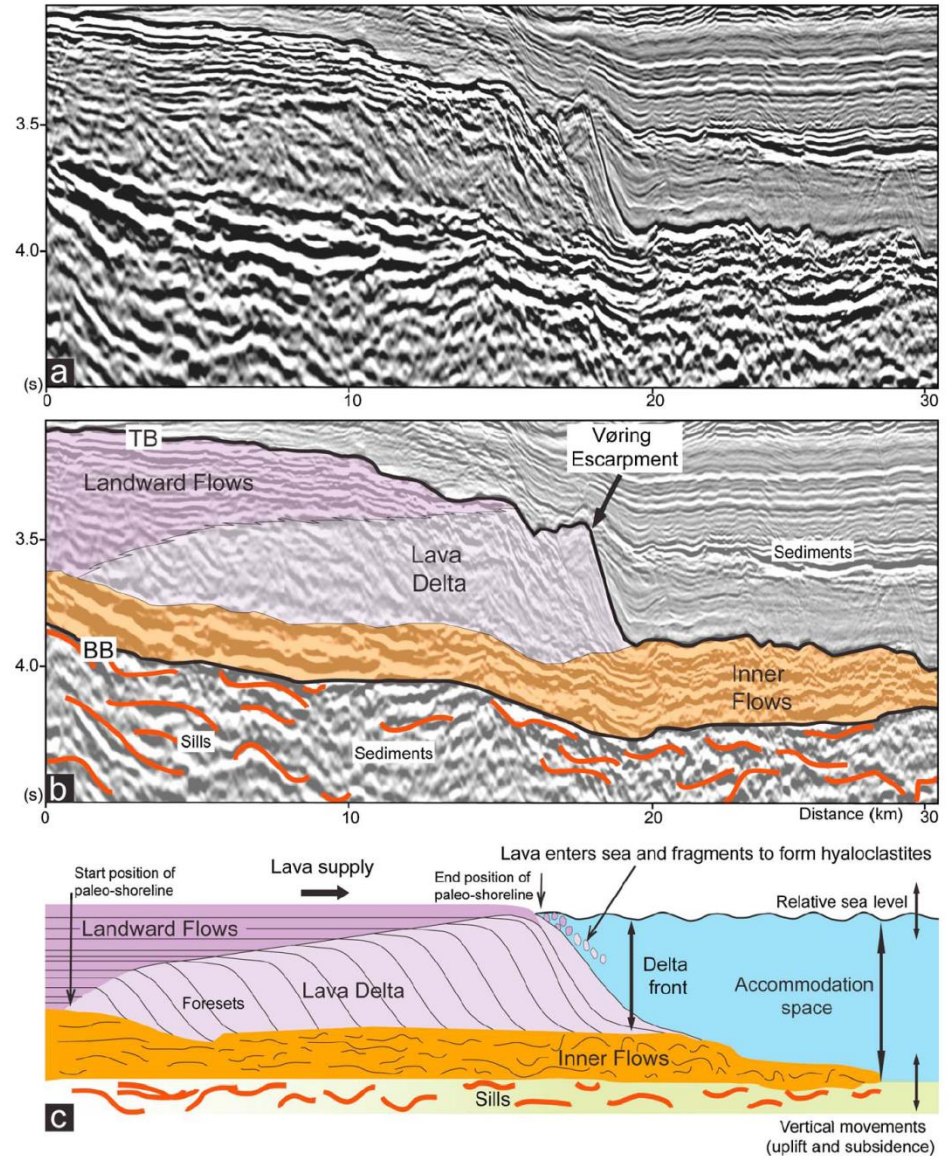 3.5
4.0
(s)
a
0
10
20
30
TB
Landward Flows
Vøring
Escarpment
3.5
Lava
Delta
Sediments
BB
4.0
Inner
Flows
Sills
Sediments
(s)
b
0
10
20
Distance (km)
30
Lava enters sea and fragments to form hyaloclastites
Start position of
paleo-shoreline
Lava supply
End position of
paleo-shoreline
Relative sea level
Landward Flows
Foresets
Lava Delta
Delta
front
Accommodation
space
Inner Flows
Sills
c
Vertical movements
(uplift and subsidence)